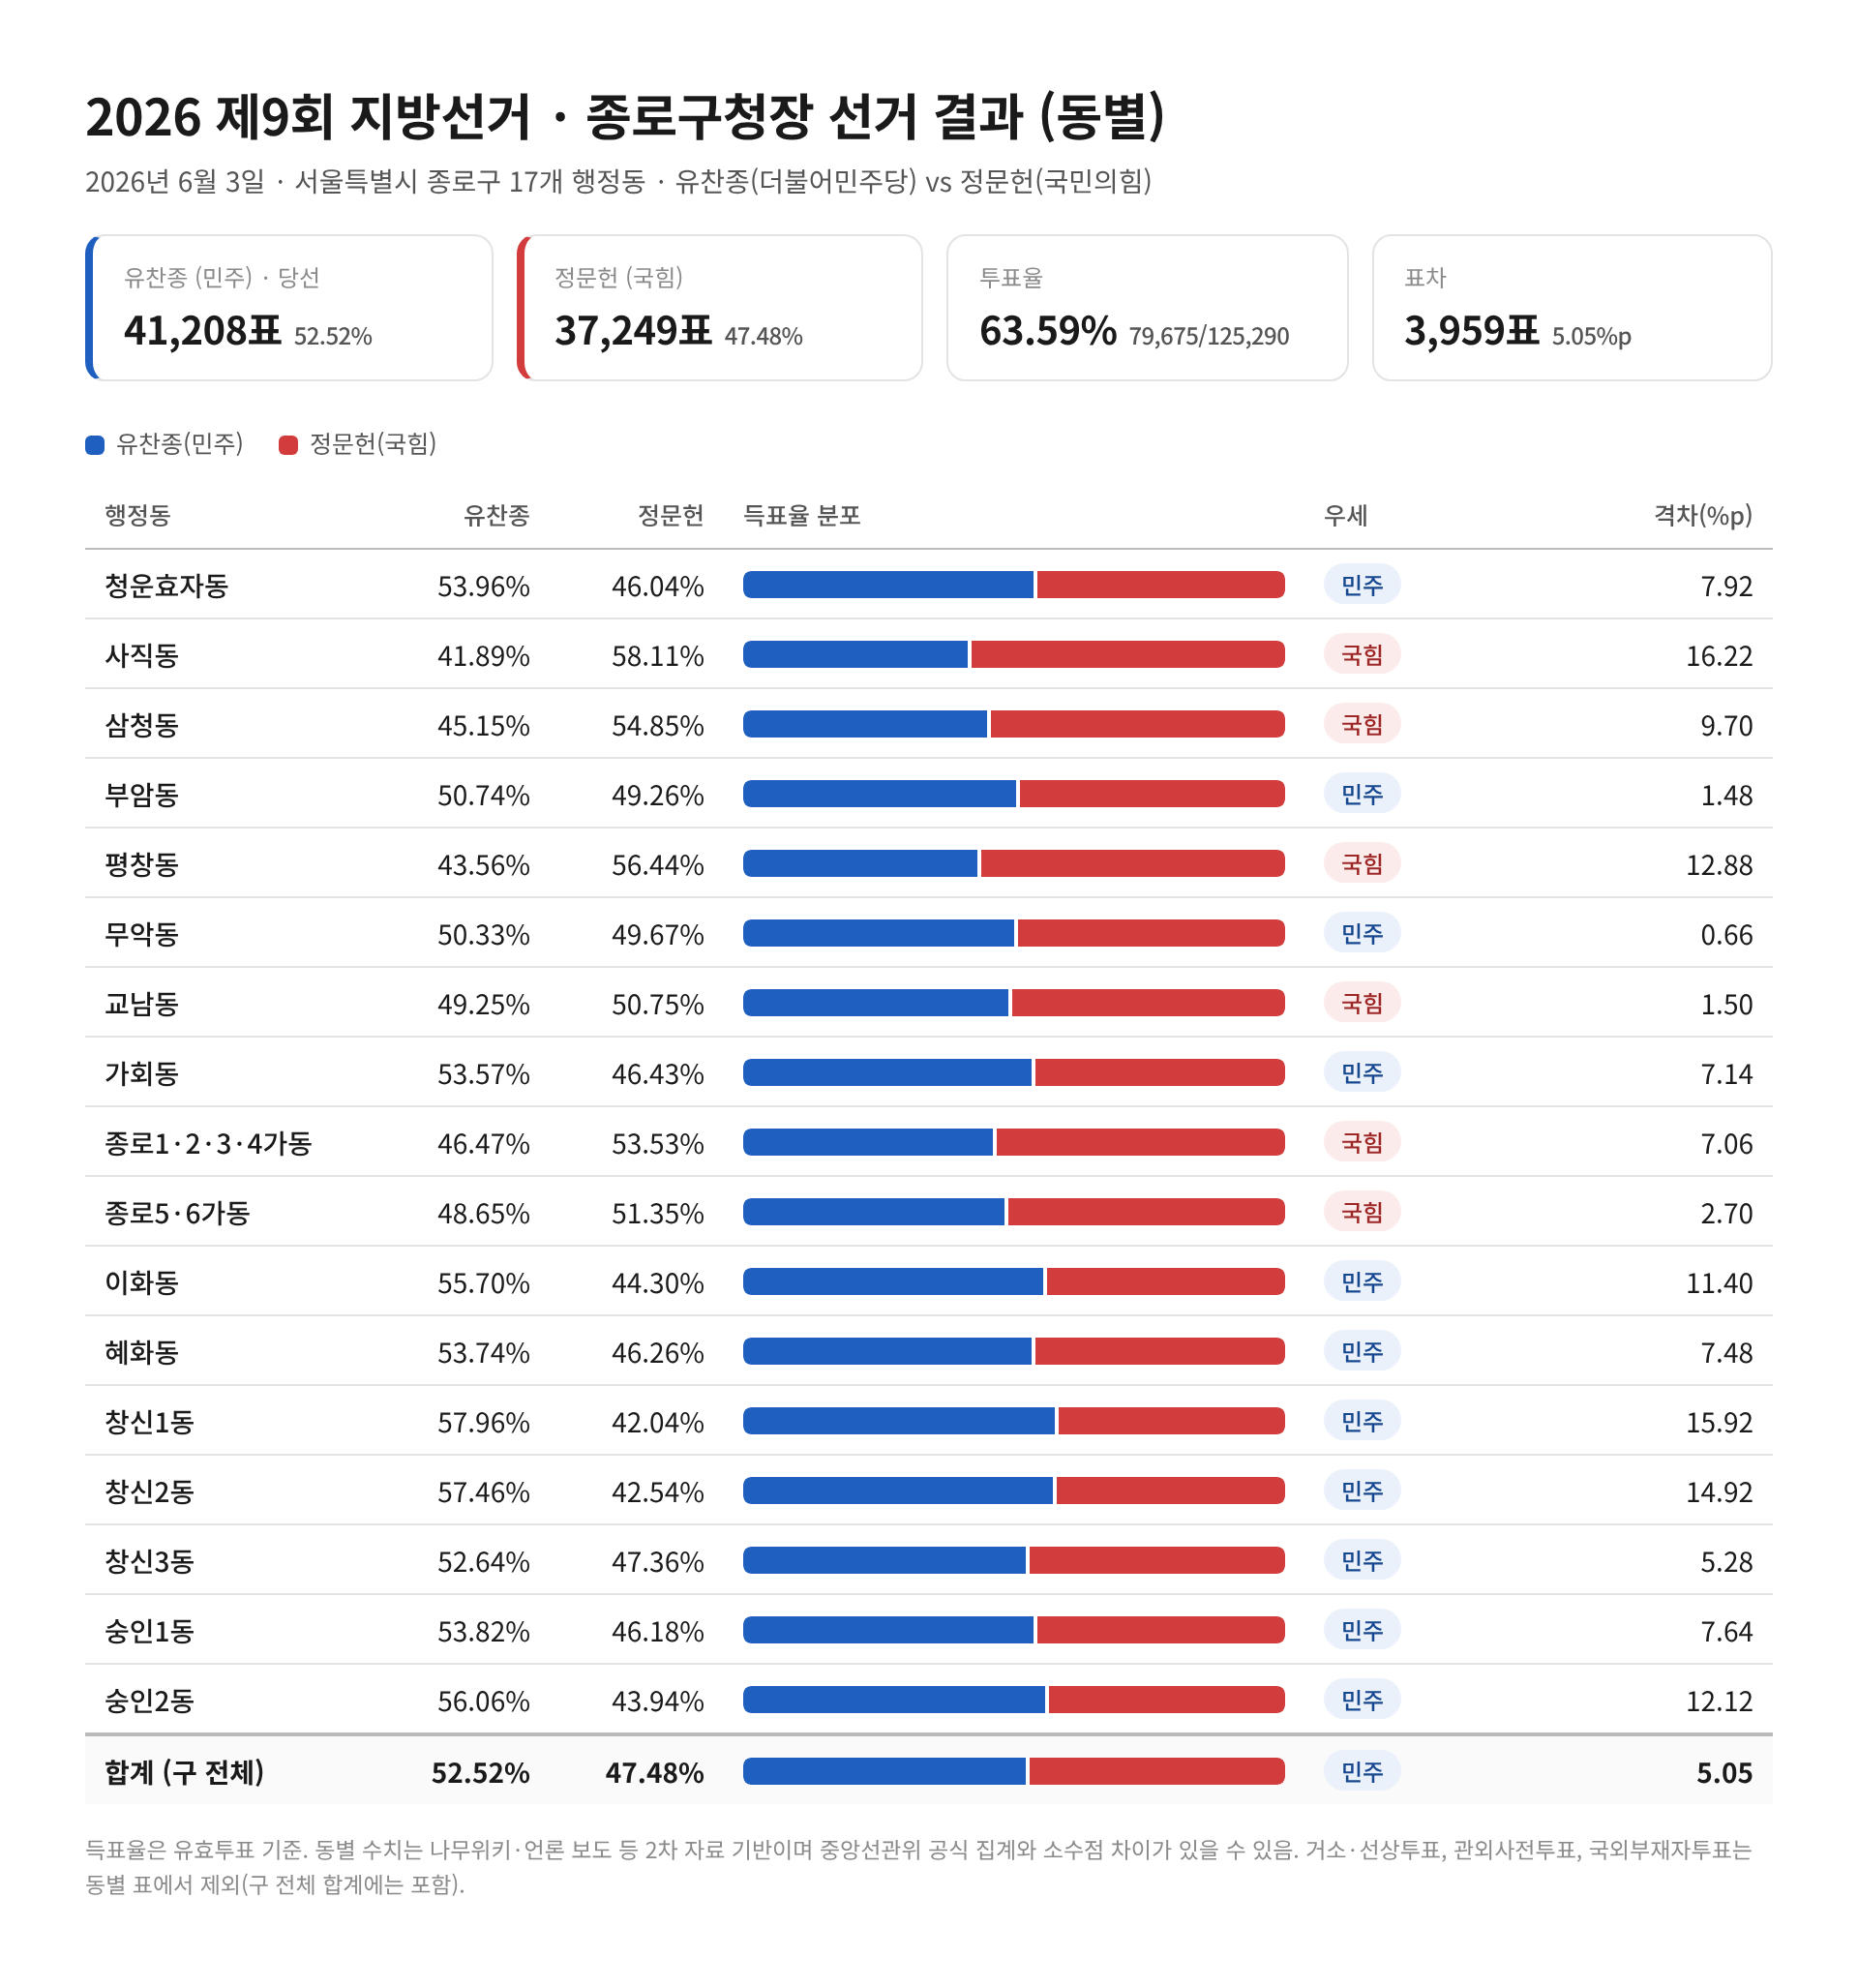 2026 제9회 지방선거 · 종로구청장 선거 결과 (동별)
2026년 6월 3일 · 서울특별시 종로구 17개 행정동 · 유찬종(더불어민주당) vs 정문헌(국민의힘)
유찬종 (민주) · 당선
41,208표 52.52%
정문헌 (국힘)
37,249표 47.48%
투표율
63.59% 79,675/125,290
표차
3,959표 5.05%p
유찬종(민주) 정문헌(국힘)
행정동 유찬종 정문헌 득표율 분포 우세 격차(%p)
청운효자동 53.96% 46.04% 민주 7.92
사직동 41.89% 58.11% 국힘 16.22
삼청동 45.15% 54.85% 국힘 9.70
부암동 50.74% 49.26% 민주 1.48
평창동 43.56% 56.44% 국힘 12.88
무악동 50.33% 49.67% 민주 0.66
교남동 49.25% 50.75% 국힘 1.50
가회동 53.57% 46.43% 민주 7.14
종로1·2·3·4가동 46.47% 53.53% 국힘 7.06
종로5·6가동 48.65% 51.35% 국힘 2.70
이화동 55.70% 44.30% 민주 11.40
혜화동 53.74% 46.26% 민주 7.48
창신1동 57.96% 42.04% 민주 15.92
창신2동 57.46% 42.54% 민주 14.92
창신3동 52.64% 47.36% 민주 5.28
숭인1동 53.82% 46.18% 민주 7.64
숭인2동 56.06% 43.94% 민주 12.12
합계 (구 전체) 52.52% 47.48% 민주 5.05
득표율은 유효투표 기준. 동별 수치는 나무위키·언론 보도 등 2차 자료 기반이며 중앙선관위 공식 집계와 소수점 차이가 있을 수 있음. 거소·선상투표, 관외사전투표, 국외부재자투표는
동별 표에서 제외(구 전체 합계에는 포함).